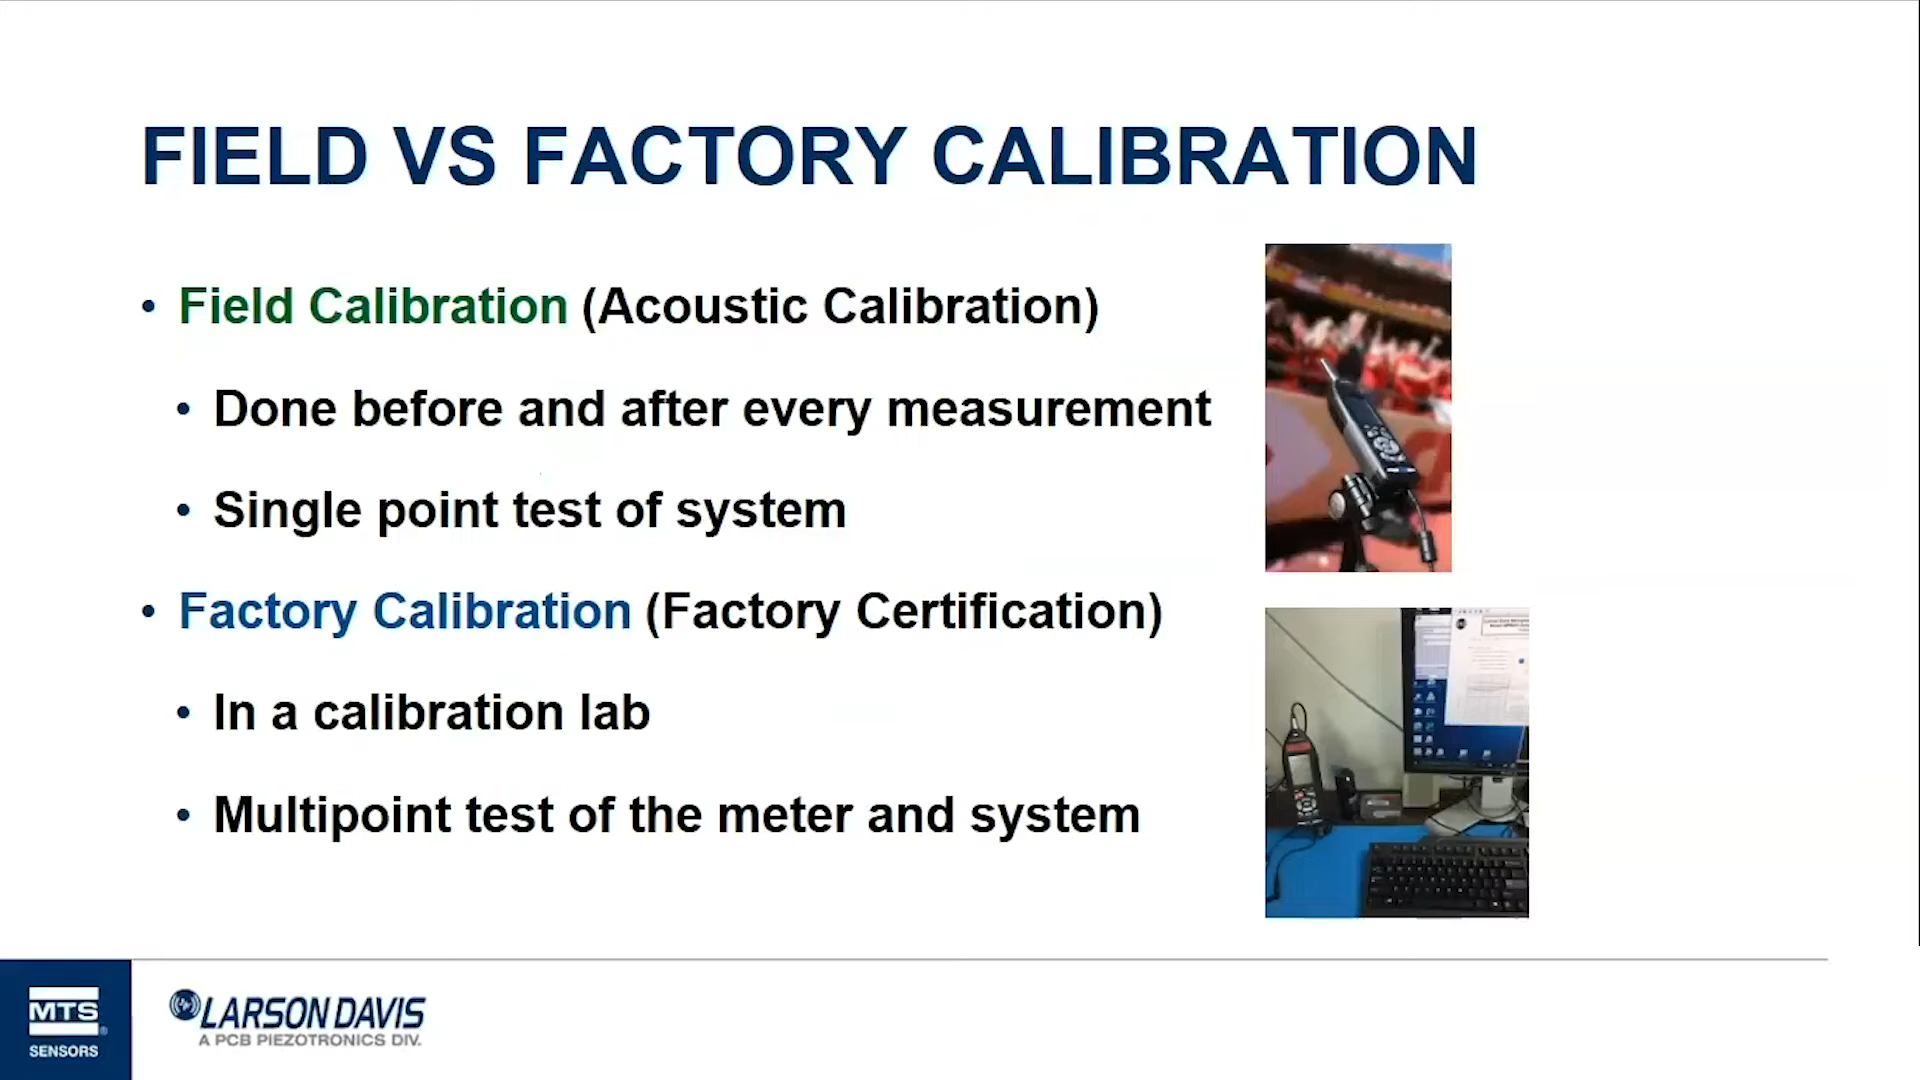 FIELD VS FACTORY CALIBRATION
• Field Calibration (Acoustic Calibration)
• Done before and after every measurement
• Single point test of system
• Factory Calibration (Factory Certification)
• In a calibration lab
• Multipoint test of the meter and system
MTS
SENSORS
LARSON DAVIS
A PCB PIEZOTRONICS DIV.